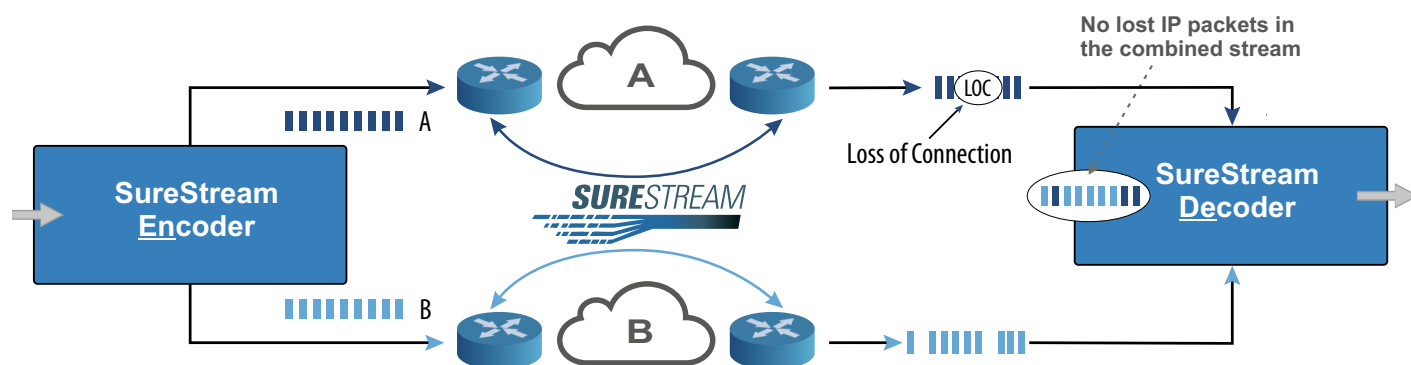 No lost IP packets in
the combined stream
A
LOC
A
Loss of Connection
SureStream
Encoder
SURESTREAM
SureStream
Decoder
B
B